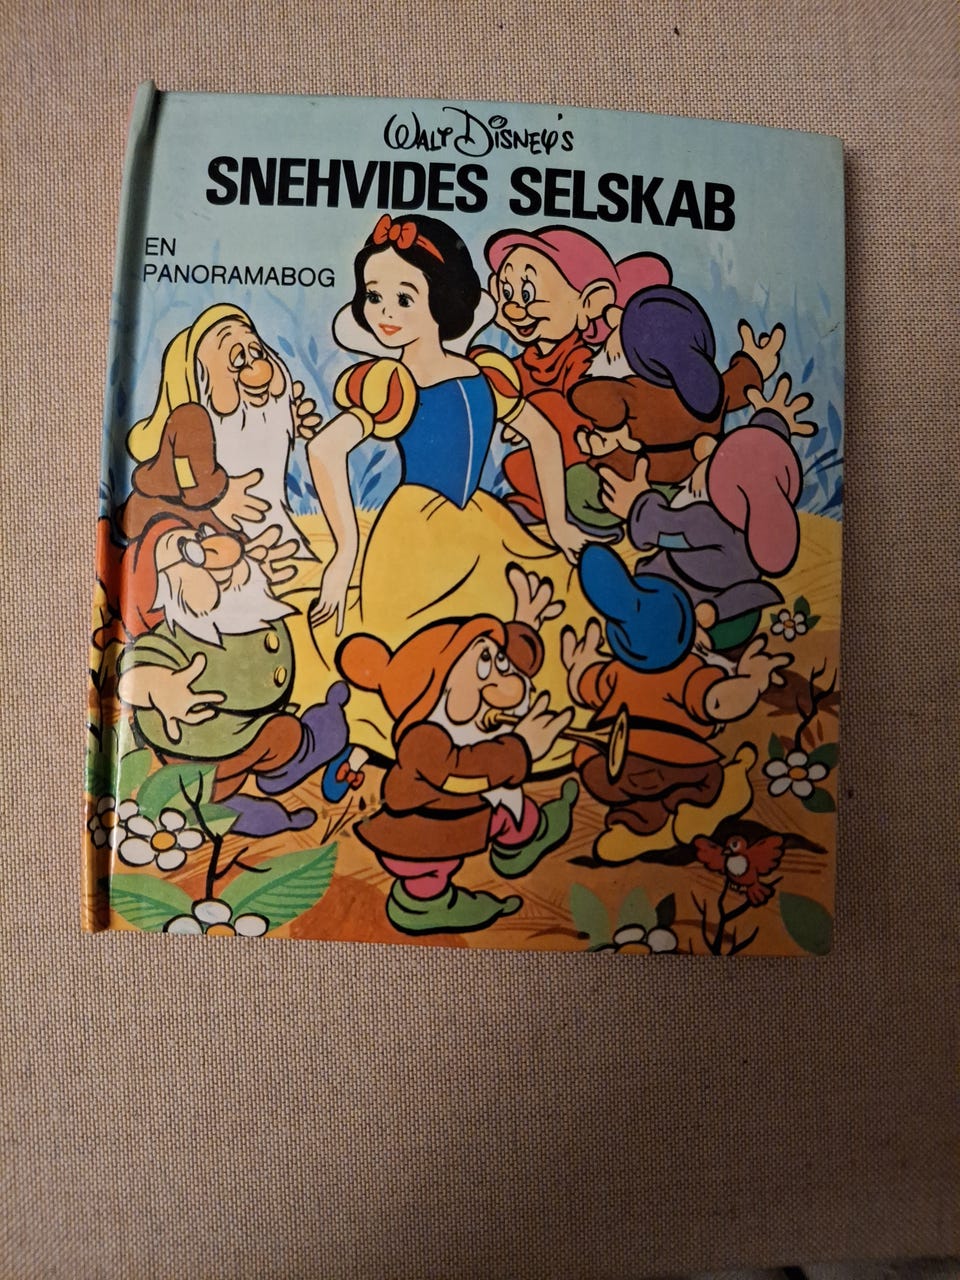 WALT DISNEY'S
SNEHVIDES SELSKAB
EN
PANORAMABOG